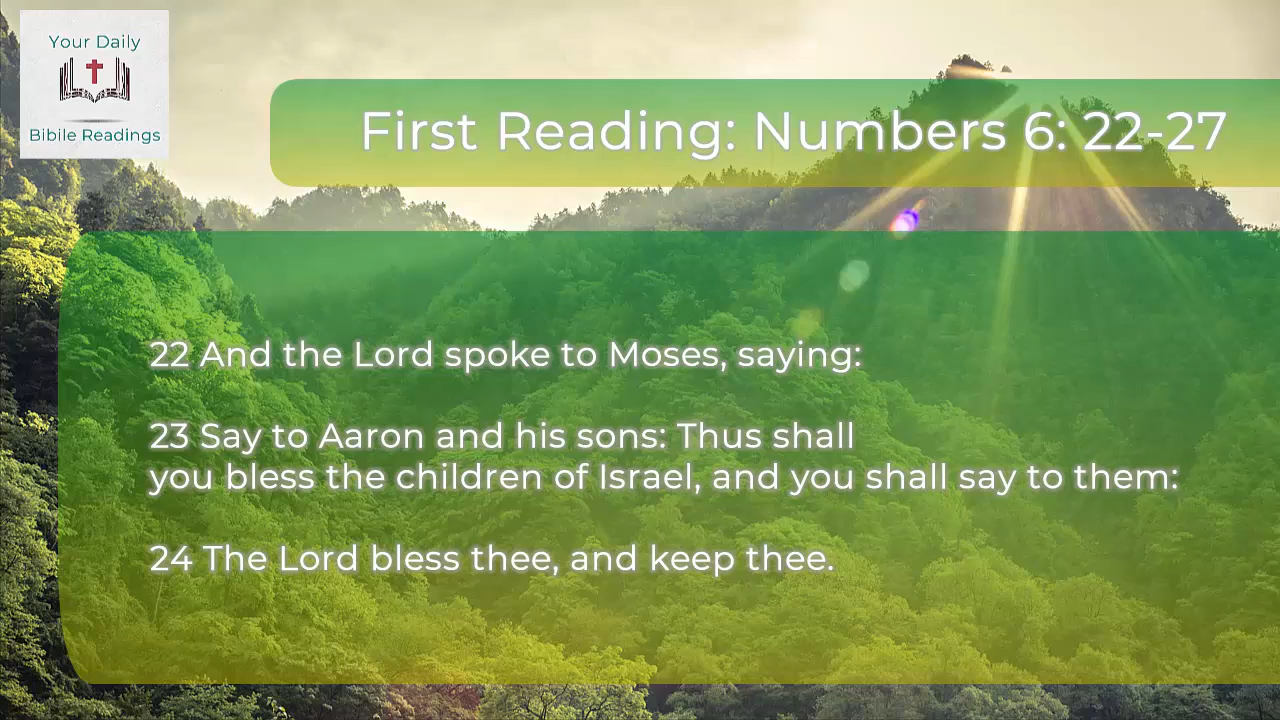 Your Daily
Bibile Readings
First Reading: Numbers 6: 22-27
22 And the Lord spoke to Moses, saying:
23 Say to Aaron and his sons: Thus shall
you bless the children of Israel, and you shall say to them:
24 The Lord bless thee, and keep thee.